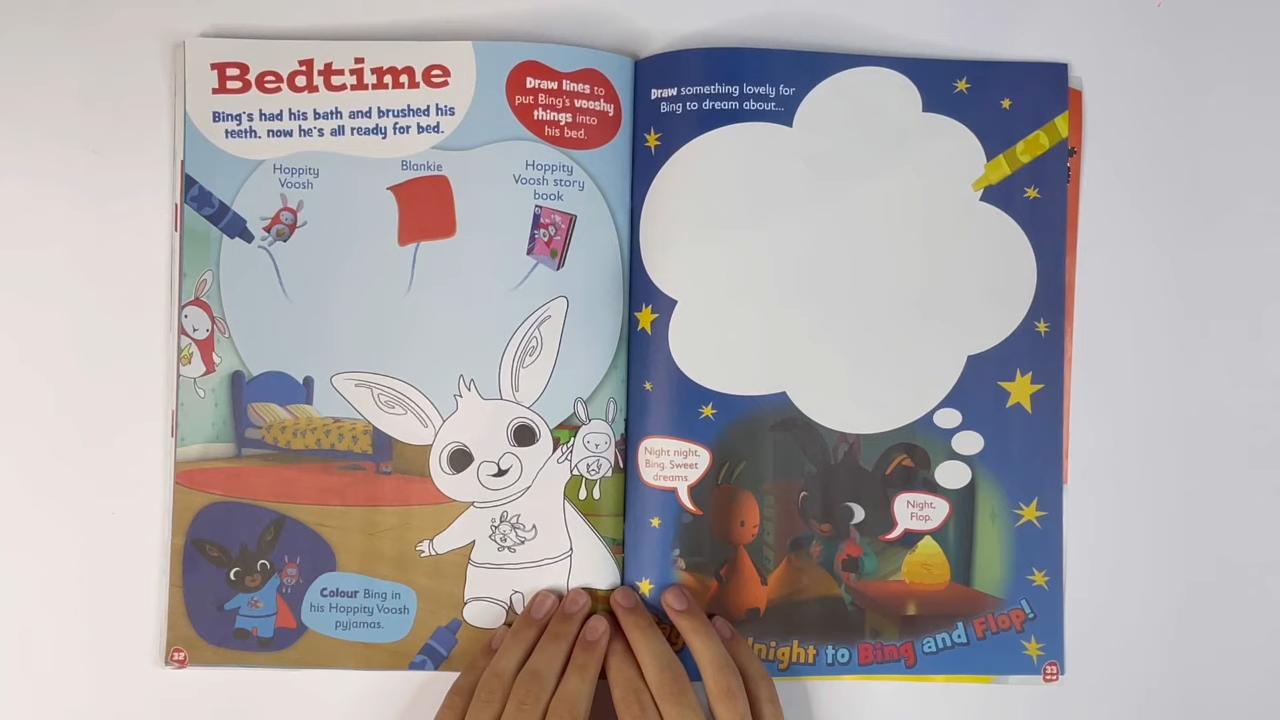 Bedtime
Bing's had his bath and brushed his
teeth, now he's all ready for bed.
Draw lines to
put Bing's vooshy
things into
his bed.
Hoppity
Voosh
Blankie
Hoppity
Voosh story
book
Colour Bing in
his Hoppity Voosh
pyjamas.
32
Draw something lovely for
Bing to dream about...
Night night,
Bing. Sweet
dreams.
Night,
Flop.
night to Bing and Flop!
33